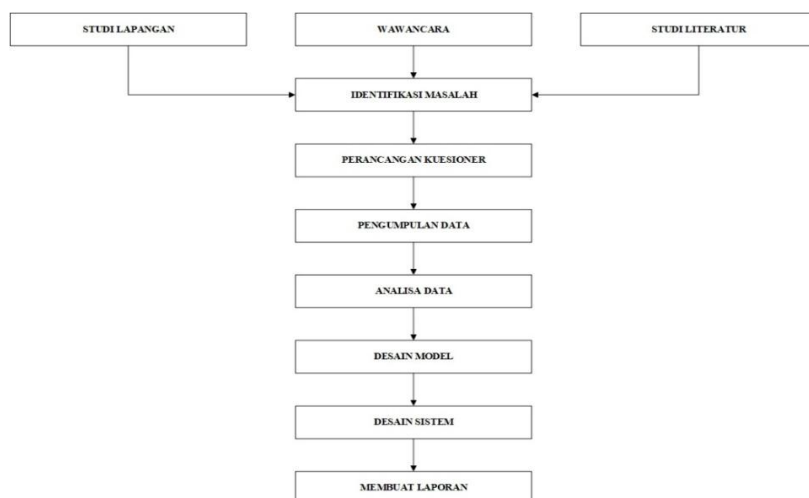 STUDI LAPANGAN
WAWANCARA
STUDI LITERATUR
IDENTIFIKASI MASALAH
PERANCANGAN KUESIONER
PENGUMPULAN DATA
ANALISA DATA
DESAIN MODEL
DESAIN SISTEM
MEMBUAT LAPORAN